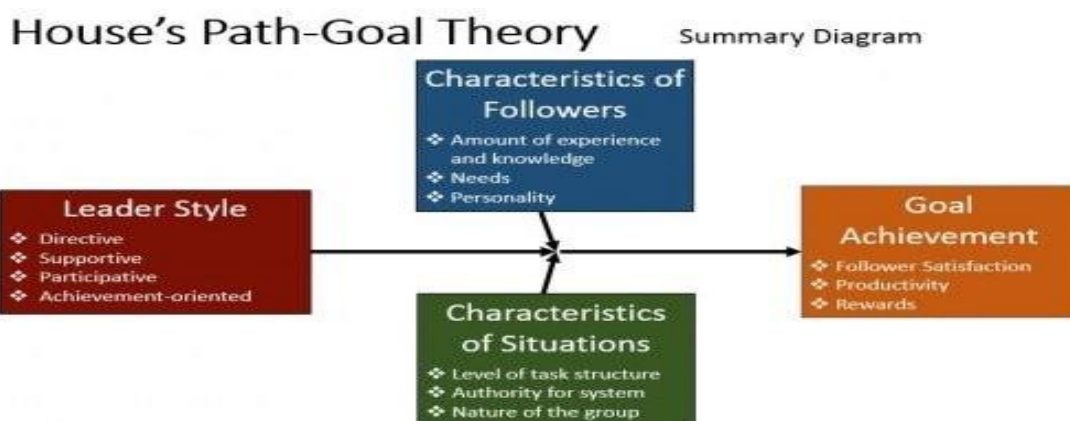 House's Path-Goal Theory Summary Diagram
Characteristics of
Followers
❖ Amount of experience
and knowledge
❖ Needs
❖ Personality
Leader Style
❖ Directive
❖ Supportive
❖ Participative
❖ Achievement-oriented
Goal
Achievement
❖ Follower Satisfaction
❖ Productivity
❖ Rewards
Characteristics
of Situations
❖ Level of task structure
❖ Authority for system
❖ Nature of the group